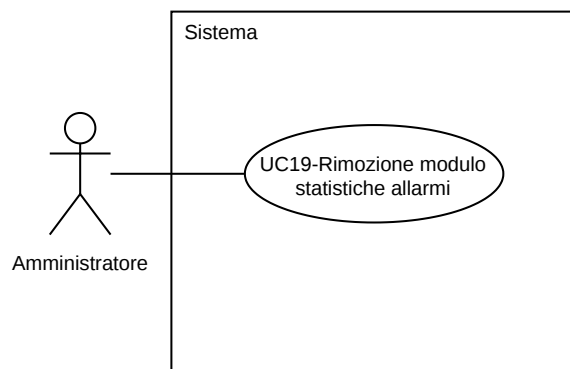 Sistema
UC19-Rimozione modulo
statistiche allarmi
Amministratore